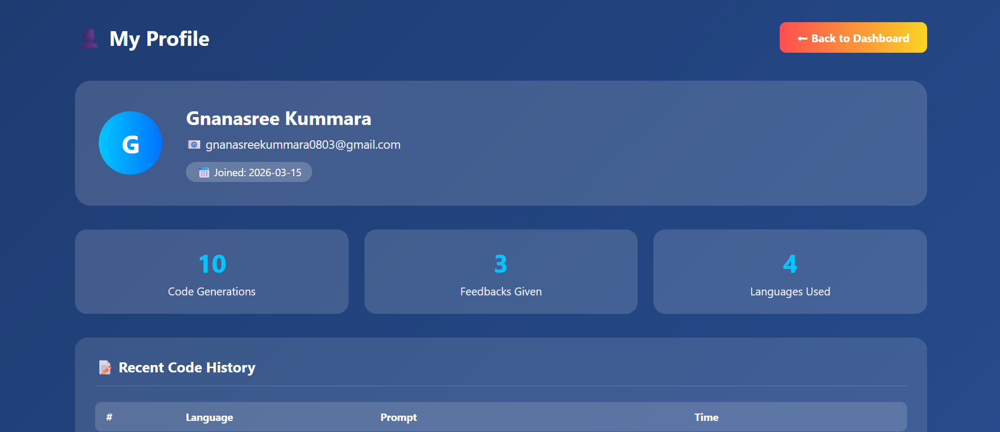 My Profile
← Back to Dashboard
G
Gnanasree Kummara
gnanasreekummara0803@gmail.com
Joined: 2026-03-15
10
Code Generations
3
Feedbacks Given
4
Languages Used
Recent Code History
# Language Prompt Time